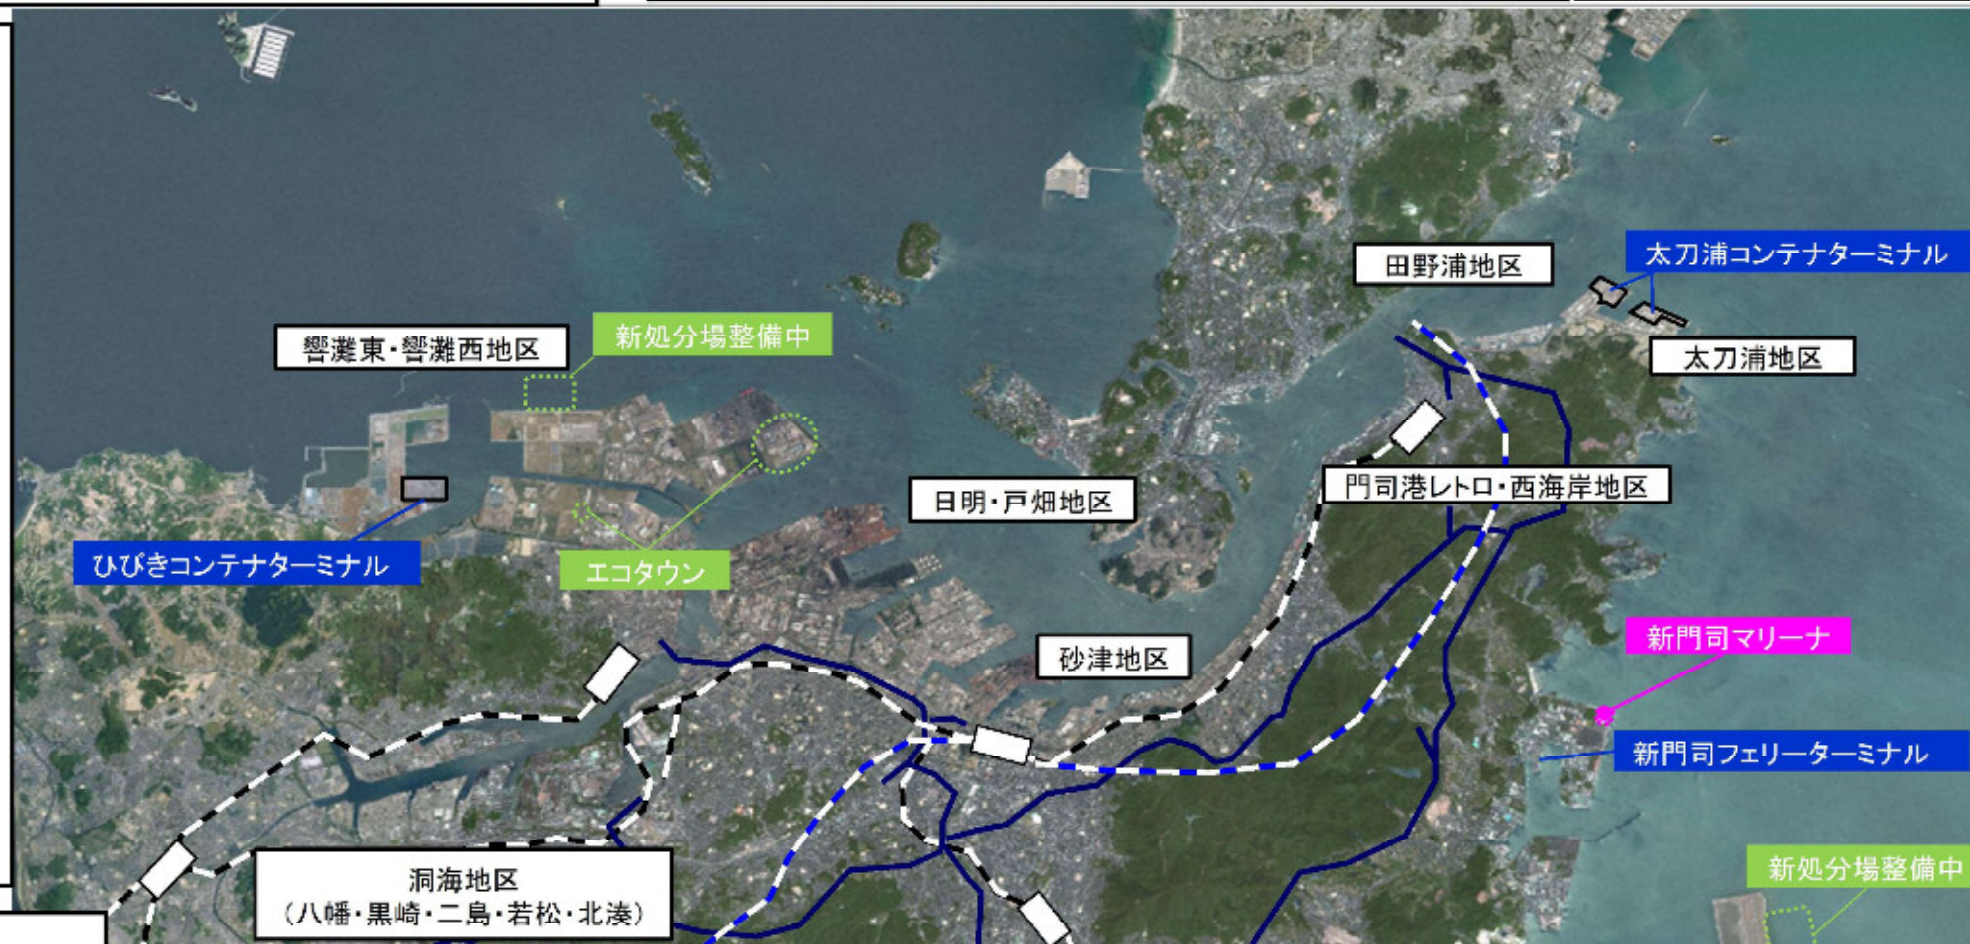 田野浦地区
太刀浦コンテナターミナル
響灘東・響灘西地区
新処分場整備中
太刀浦地区
日明・戸畑地区
門司港レトロ・西海岸地区
ひびきコンテナターミナル
エコタウン
砂津地区
新門司マリーナ
新門司フェリーターミナル
洞海地区
（八幡・黒崎・二島・若松・北湊）
新処分場整備中